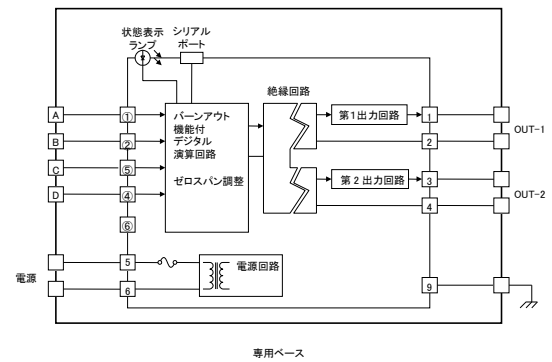 状態表示
ランプ
シリアル
ポート
絶縁回路
A
①
バーンアウト
機能付
デジタル
演算回路
ゼロスパン調整
第1出力回路
1
OUT-1
B
②
2
C
⑤
第2出力回路
3
OUT-2
D
④
4
⑥
電源
5
電源回路
6
9
専用ベース